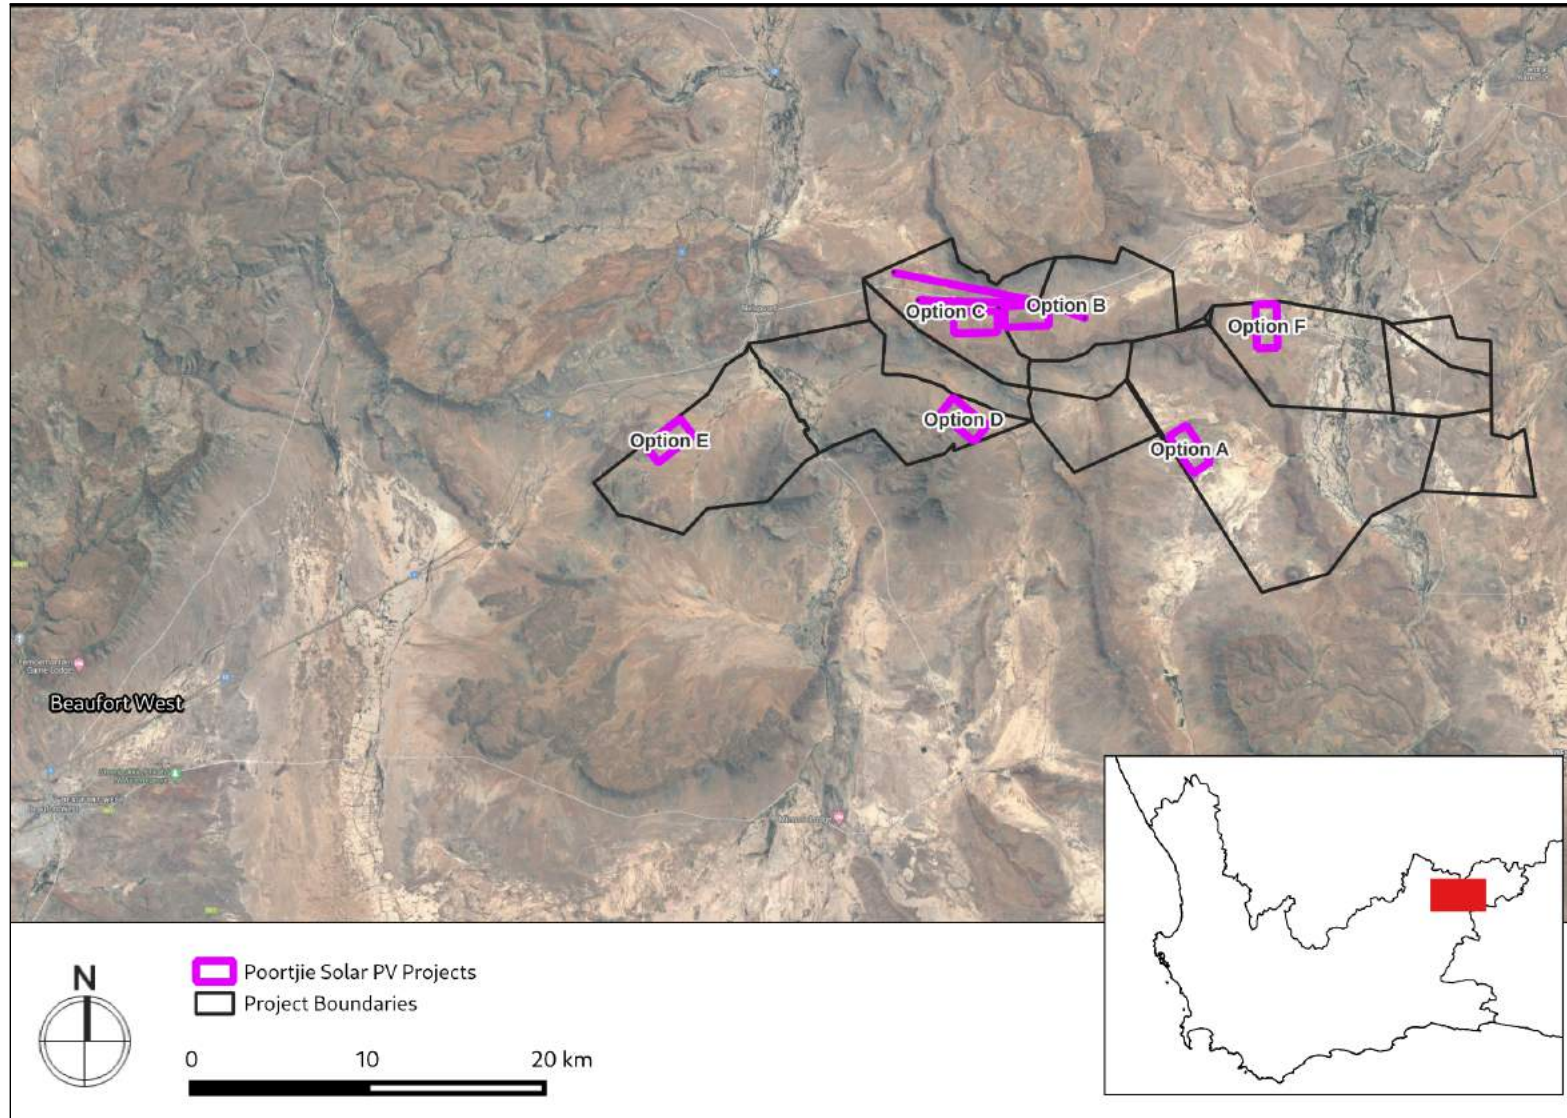 Option B
Option C
Option F
Option D
Option E
Option A
Beaufort West
N
Poortjie Solar PV Projects
Project Boundaries
0 10 20 km